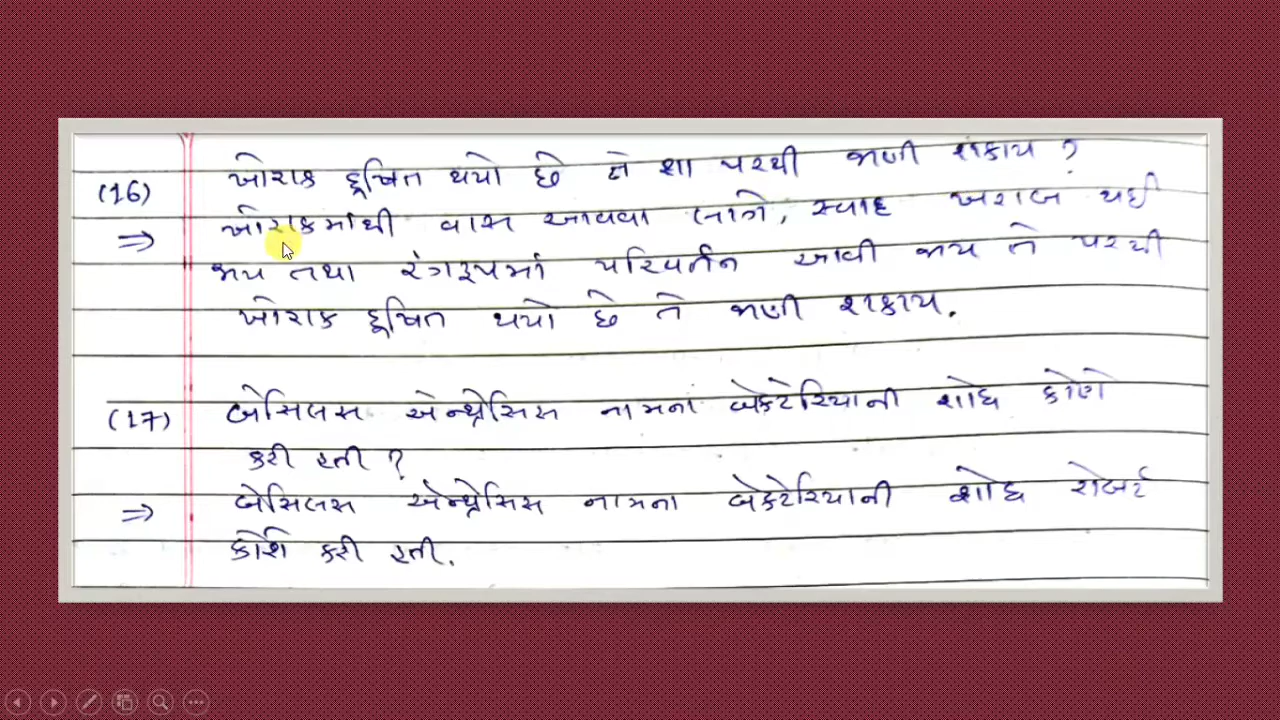 (16) ખોરાક દૂષિત થયો છે તે શા પરથી જાણી શકાય ?
⇒ ખોરાકમાંથી વાસ આવવા લાગે, સ્વાદ ખરાબ થઈ
જાય તથા રંગરૂપમાં પરિવર્તન આવી જાય તે પરથી
ખોરાક દૂષિત થયો છે તે જાણી શકાય.
(17) બેસિલસ એન્થ્રેસિસ નામનાં બેક્ટેરિયાની શોધ કોણે
કરી હતી ?
⇒ બેસિલસ એન્થ્રેસિસ નામના બેક્ટેરિયાની શોધ રોબર્ટ
કોશે કરી હતી.